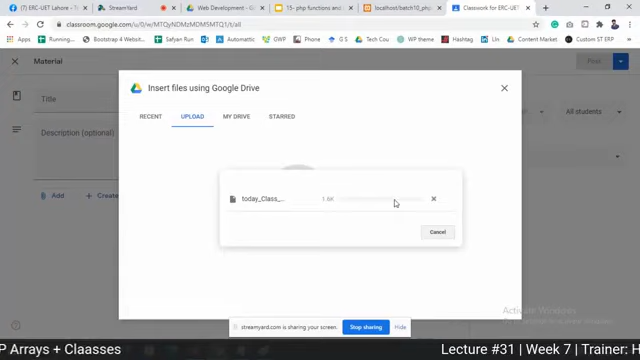 ERC-UET Lahore -
StreamYard
Web Development
15- php functions and
localhost/batch10_ph
Classwork for ERC-UET
classroom.google.com/u/0/w/MTQyNDMzMDM5MTQ1/t/all
Apps
Running...
Bootstrap 4 Websit...
Safyan Run
Automatic
GWP
Google Ads
Tech Cou
WP theme
Hashtag
Content Market
Custom ST ERP
Material
Post
Title
All students
Description (optional)
Add
Create
Insert files using Google Drive
RECENT
UPLOAD
MY DRIVE
STARRED
today_Class_...
1.6K
Cancel
Activate Windows
streamyard.com is sharing your screen.
Stop sharing
Hide
P Arrays + Claasses
Lecture #31 | Week 7 | Trainer: H